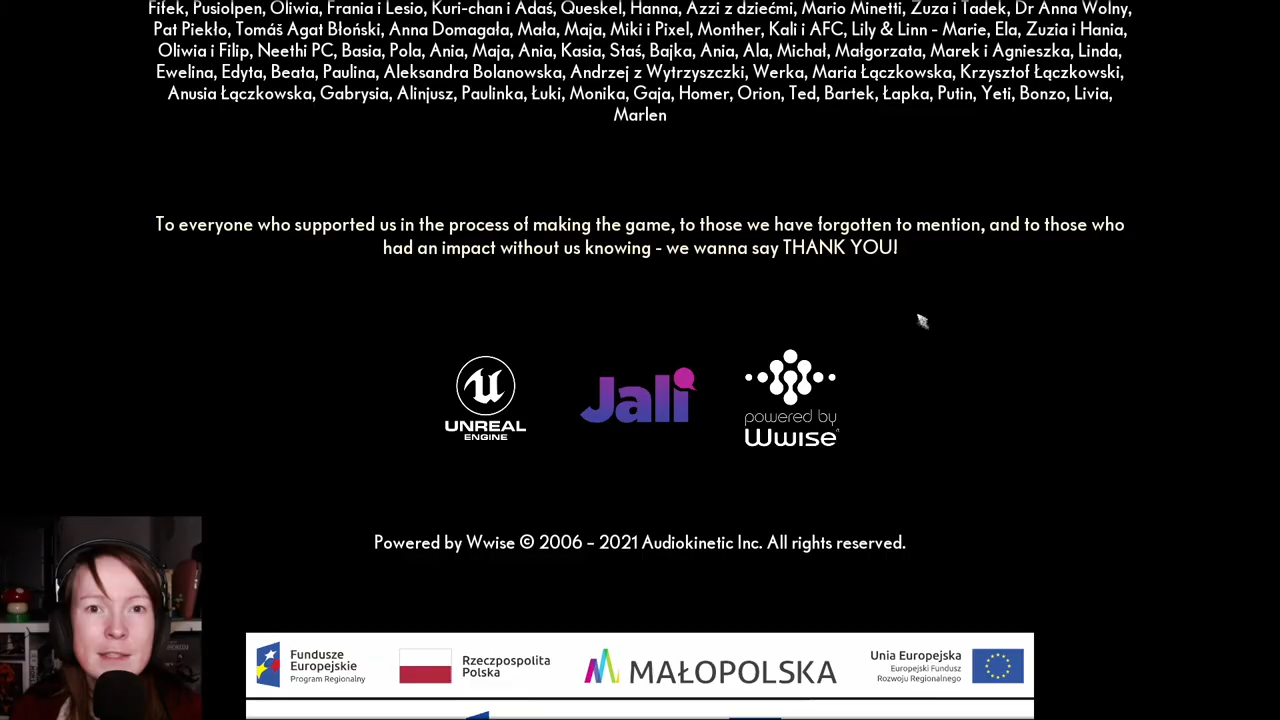 Fifek, Pusiolpen, Oliwia, Frania i Lesio, Kuri-chan i Adaś, Queskel, Hanna, Azzi z dziećmi, Mario Minetti, Zuza i Tadek, Dr Anna Wolny,
Pat Piekło, Tomáś Agat Błoński, Anna Domagała, Mała, Maja, Miki i Pixel, Monther, Kali i AFC, Lily & Linn - Marie, Ela, Zuzia i Hania,
Oliwia i Filip, Neethi PC, Basia, Pola, Ania, Maja, Ania, Kasia, Staś, Bajka, Ania, Ala, Michał, Małgorzata, Marek i Agnieszka, Linda,
Ewelina, Edyta, Beata, Paulina, Aleksandra Bolanowska, Andrzej z Wytrzyszczki, Werka, Maria Łączkowska, Krzysztof Łączkowski,
Anusia Łączkowska, Gabrysia, Alinjusz, Paulinka, Łuki, Monika, Gaja, Homer, Orion, Ted, Bartek, Łapka, Putin, Yeti, Bonzo, Livia,
Marlen
To everyone who supported us in the process of making the game, to those we have forgotten to mention, and to those who
had an impact without us knowing - we wanna say THANK YOU!
UNREAL
ENGINE
Jali
powered by
Wwise
Powered by Wwise © 2006 – 2021 Audiokinetic Inc. All rights reserved.
Fundusze
Europejskie
Program Regionalny
Rzeczpospolita
Polska
MAŁOPOLSKA
Unia Europejska
Europejski Fundusz
Rozwoju Regionalnego